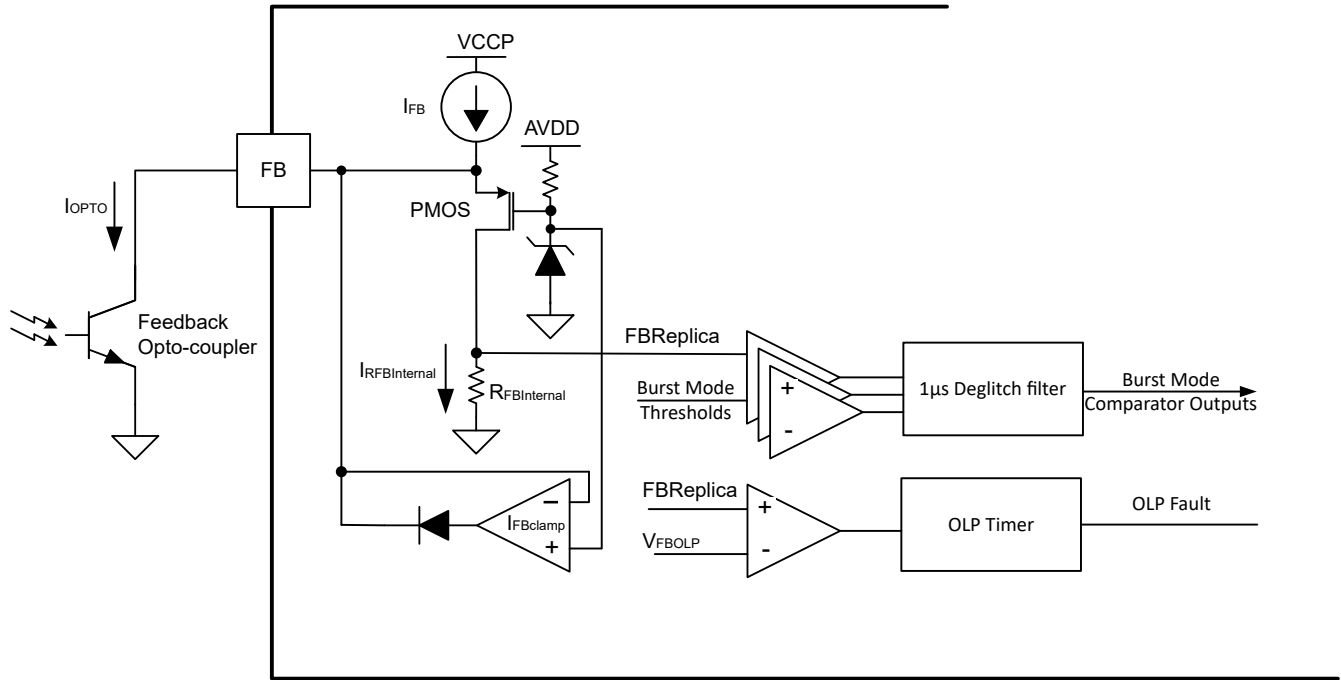 VCCP
IFB
AVDD
FB
PMOS
IOPTO
Feedback
Opto-coupler
FBReplica
IRFBInternal
RFBInternal
Burst Mode
Thresholds
+
-
1µs Deglitch filter
Burst Mode
Comparator Outputs
FBReplica
VFBOLP
+
-
OLP Timer
OLP Fault
IFBclamp
−
+